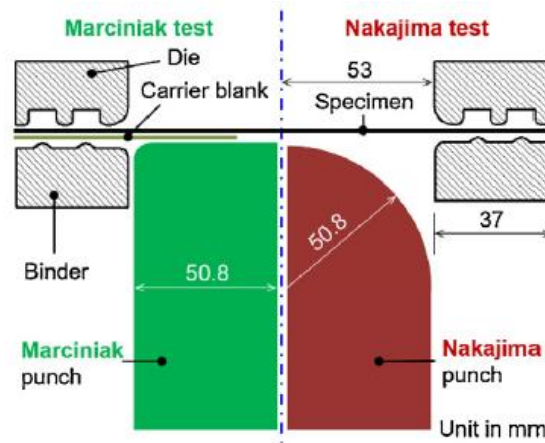 Marciniak test
Nakajima test
Die
53
Carrier blank
Specimen
50.8
37
Binder
50.8
Marciniak
punch
Nakajima
punch
Unit in mm